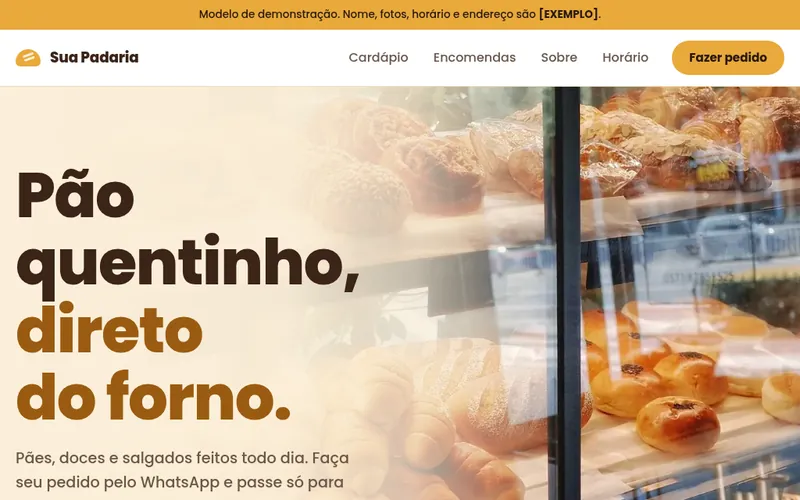 Modelo de demonstração. Nome, fotos, horário e endereço são [EXEMPLO].
Sua Padaria
Cardápio
Encomendas
Sobre
Horário
Fazer pedido
Pão
quentinho,
direto
do forno.
Pães, doces e salgados feitos todo dia. Faça
seu pedido pelo WhatsApp e passe só para